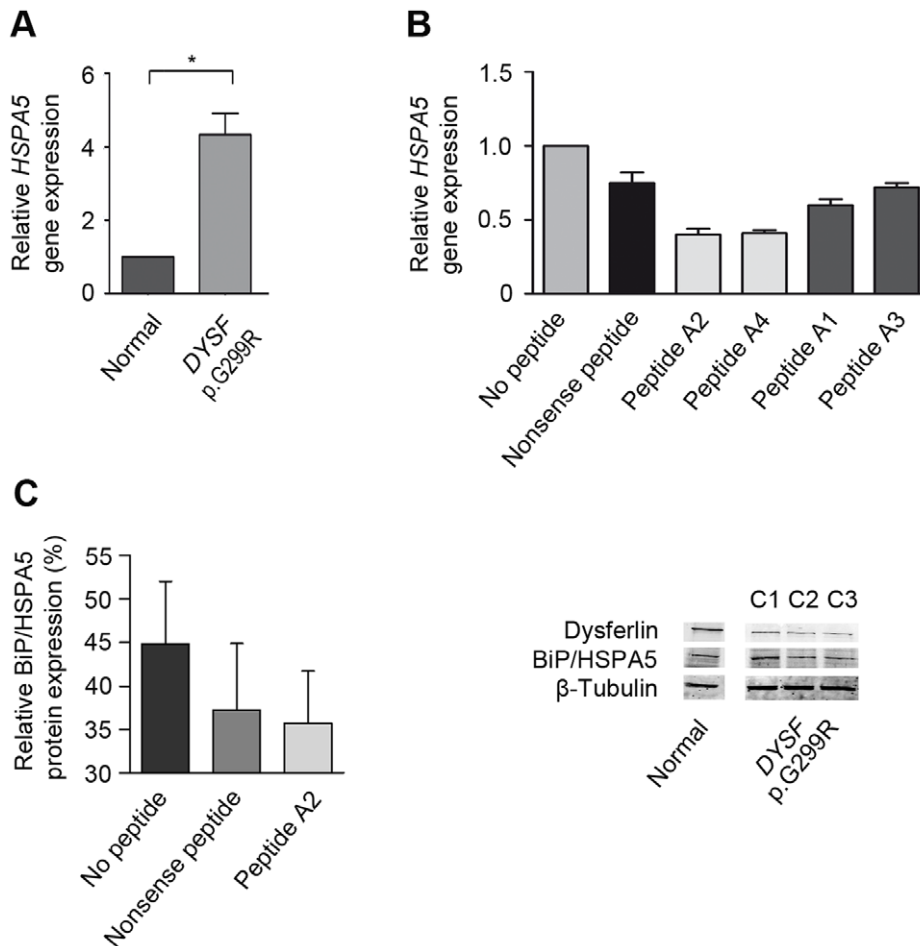 A
Relative HSPA5
gene expression
6
4
2
0
*
Normal
DYSF
p.G299R
B
Relative HSPA5
gene expression
1.5
1.0
0.5
0
No peptide
Nonsense peptide
Peptide A2
Peptide A4
Peptide A1
Peptide A3
C
Relative BiP/HSPA5
protein expression (%)
55
50
45
40
35
30
No peptide
Nonsense peptide
Peptide A2
C1 C2 C3
Dysferlin
BiP/HSPA5
β-Tubulin
Normal
DYSF
p.G299R